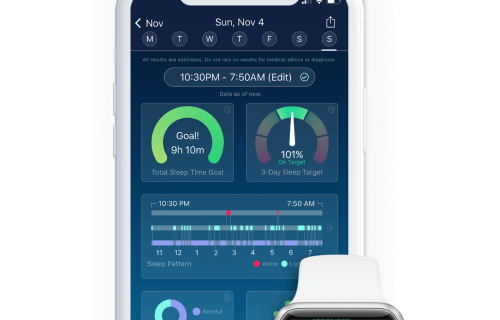 Nov
Sun, Nov 4
M T W T F S S
All results are estimates. Do not rely on results for medical advice or diagnosis.
10:30PM - 7:50AM (Edit)
Data as of now.
Goal!
9h 10m
Total Sleep Time Goal
101%
On Target
3-Day Sleep Target
10:30 PM
7:50 AM
11 12 1 2 3 4 5 6 7
Sleep Pattern
Active
Restful